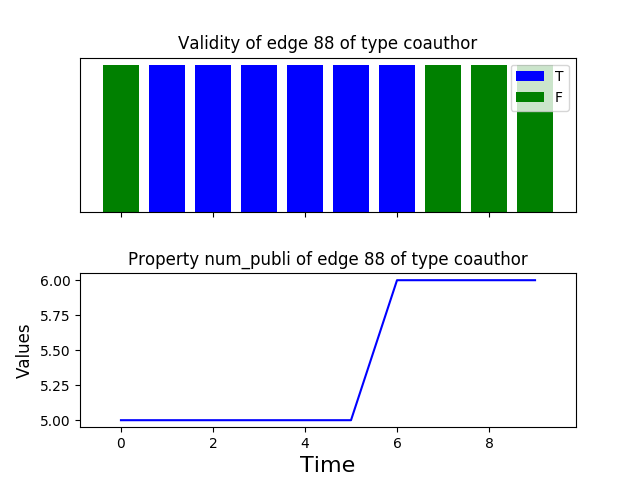 Validity of edge 88 of type coauthor
T
F
Property num_publi of edge 88 of type coauthor
6.00
5.75
5.50
5.25
5.00
Values
0 2 4 6 8
Time